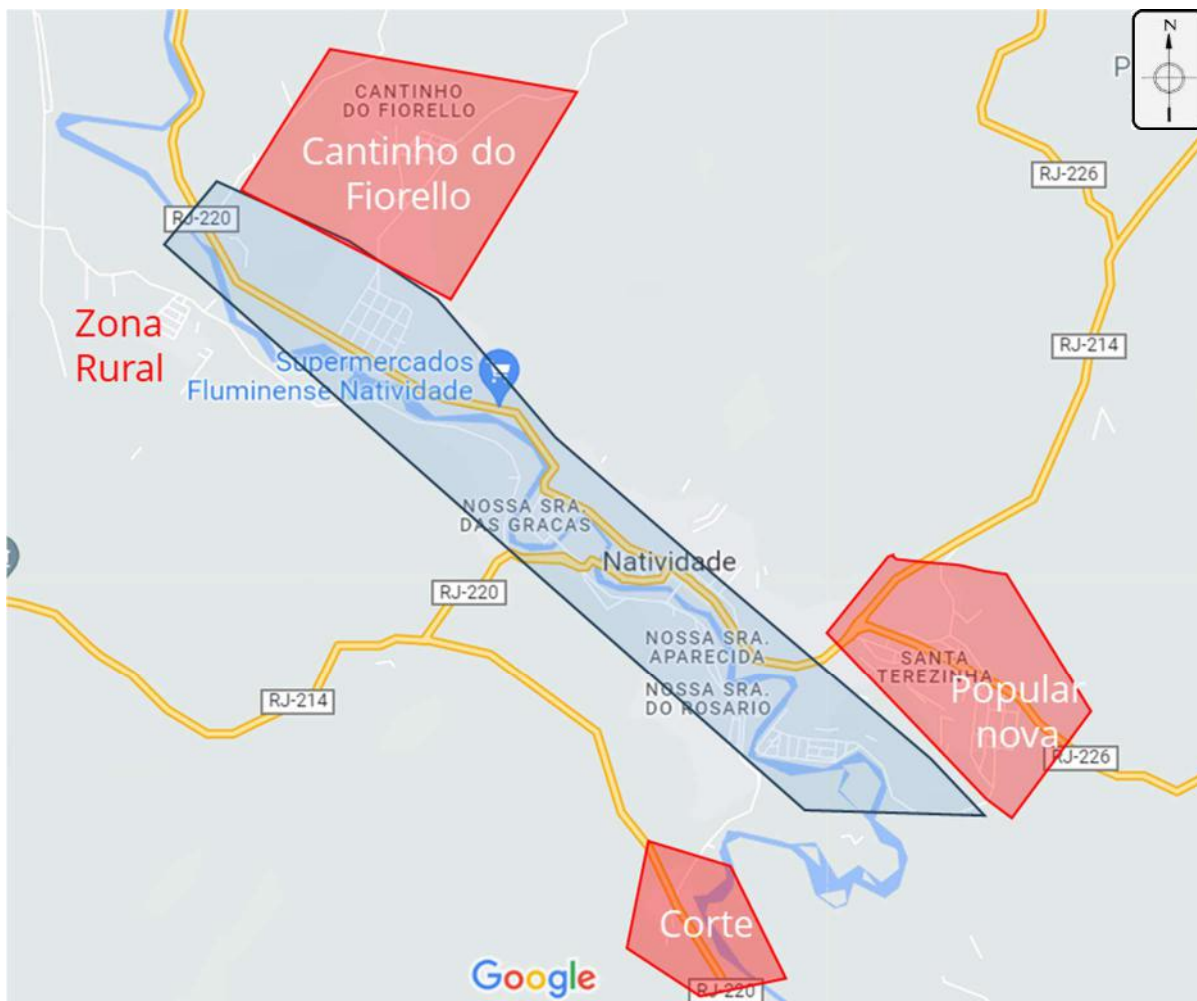 N
P
CANTINHO
DO FIORELLO
Cantinho do
Fiorello
RJ-226
RJ-220
Zona
Rural
RJ-214
Supermercados
Fluminense Natividade
NOSSA SRA.
DAS GRACAS
Natividade
RJ-220
NOSSA SRA.
APARECIDA
SANTA
TEREZINHA
NOSSA SRA.
DO ROSARIO
Popular
nova
RJ-214
RJ-226
Corte
Google
RJ-220